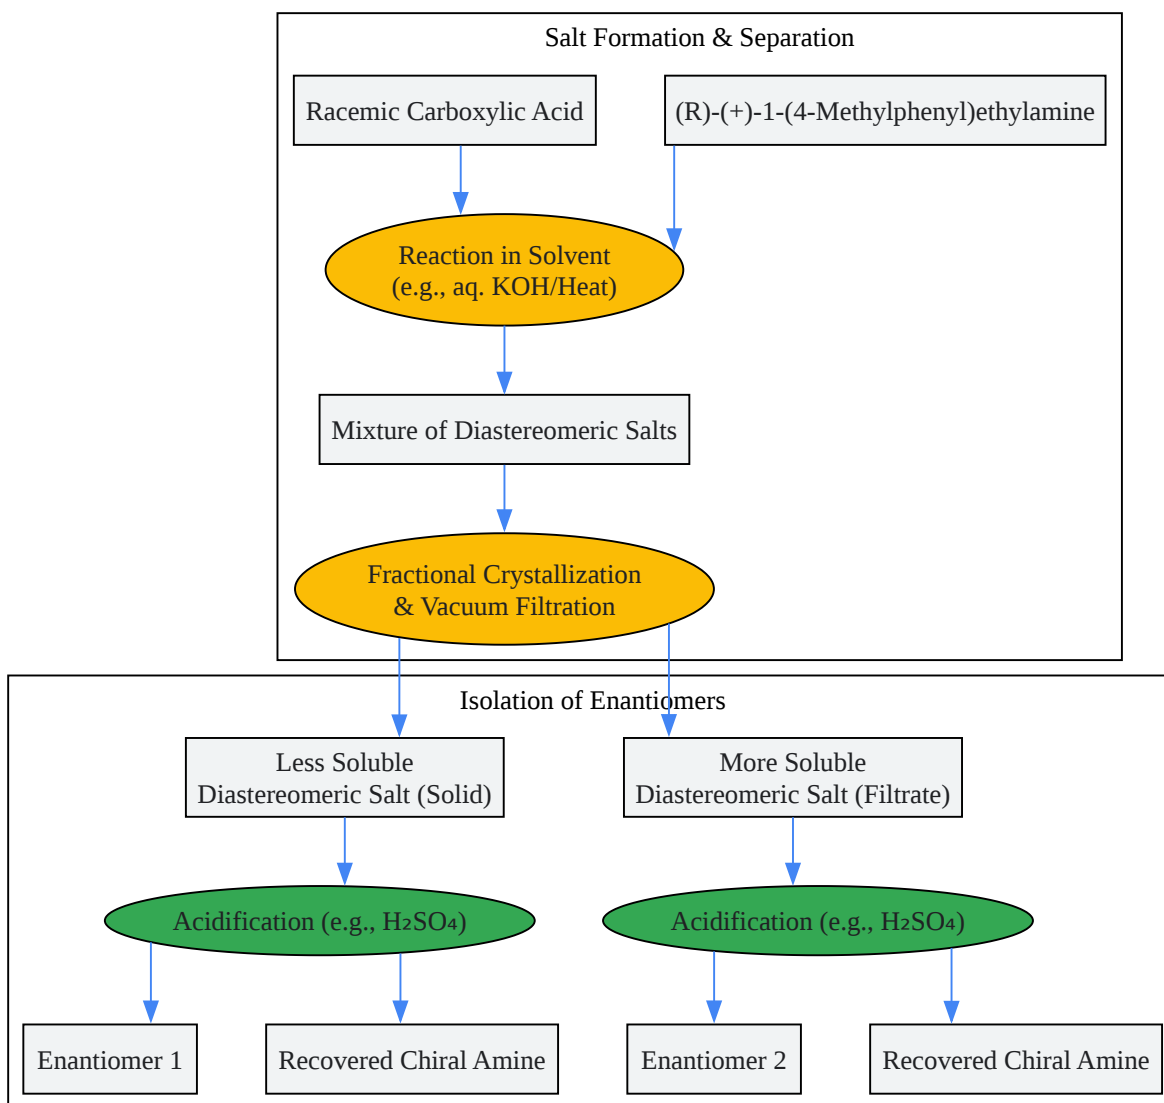 Salt Formation & Separation
Racemic Carboxylic Acid
(R)-(+)-1-(4-Methylphenyl)ethylamine
Reaction in Solvent
(e.g., aq. KOH/Heat)
Mixture of Diastereomeric Salts
Fractional Crystallization
& Vacuum Filtration
Isolation of Enantiomers
Less Soluble
Diastereomeric Salt (Solid)
More Soluble
Diastereomeric Salt (Filtrate)
Acidification (e.g., H₂SO₄)
Acidification (e.g., H₂SO₄)
Enantiomer 1
Recovered Chiral Amine
Enantiomer 2
Recovered Chiral Amine